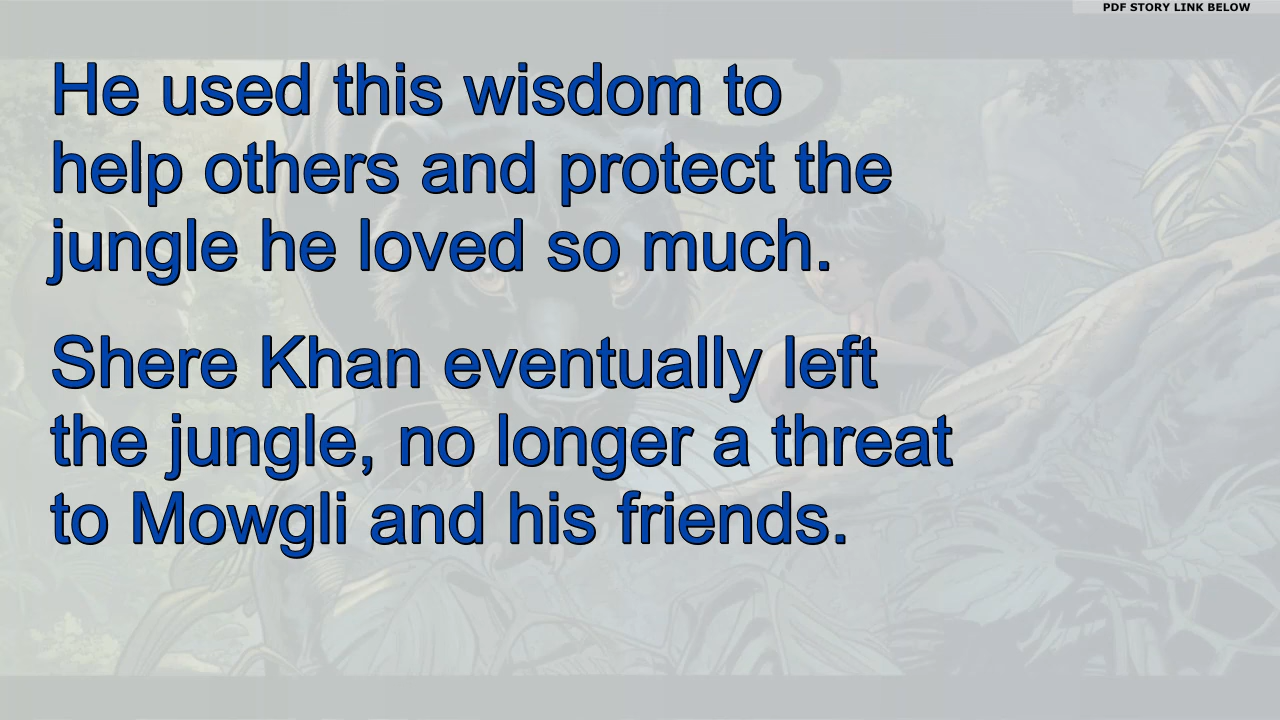 PDF STORY LINK BELOW
He used this wisdom to
help others and protect the
jungle he loved so much.
Shere Khan eventually left
the jungle, no longer a threat
to Mowgli and his friends.